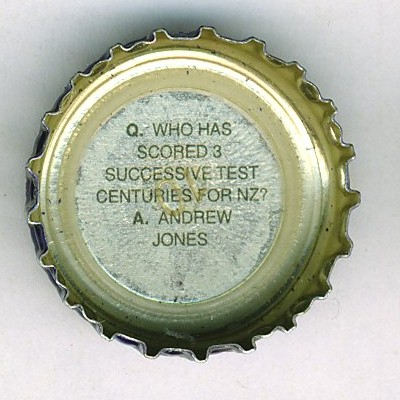 Q. WHO HAS
SCORED 3
SUCCESSIVE TEST
CENTURIES FOR NZ?
A. ANDREW
JONES